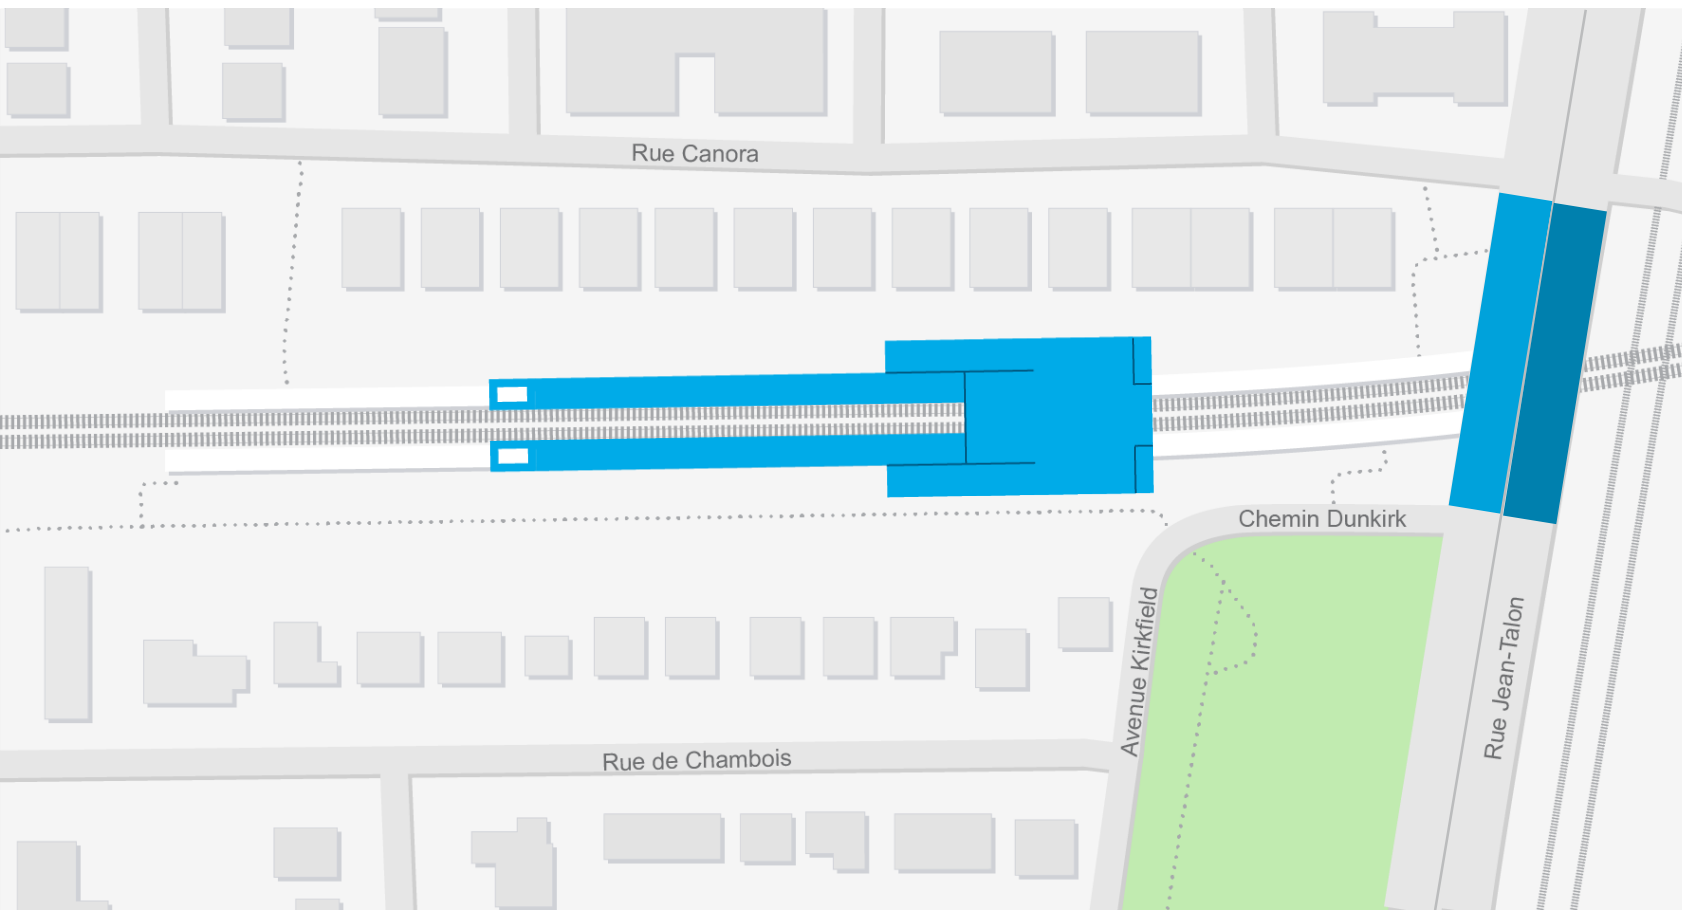 Rue Canora
Chemin Dunkirk
Avenue Kirkfield
Rue Jean-Talon
Rue de Chambois